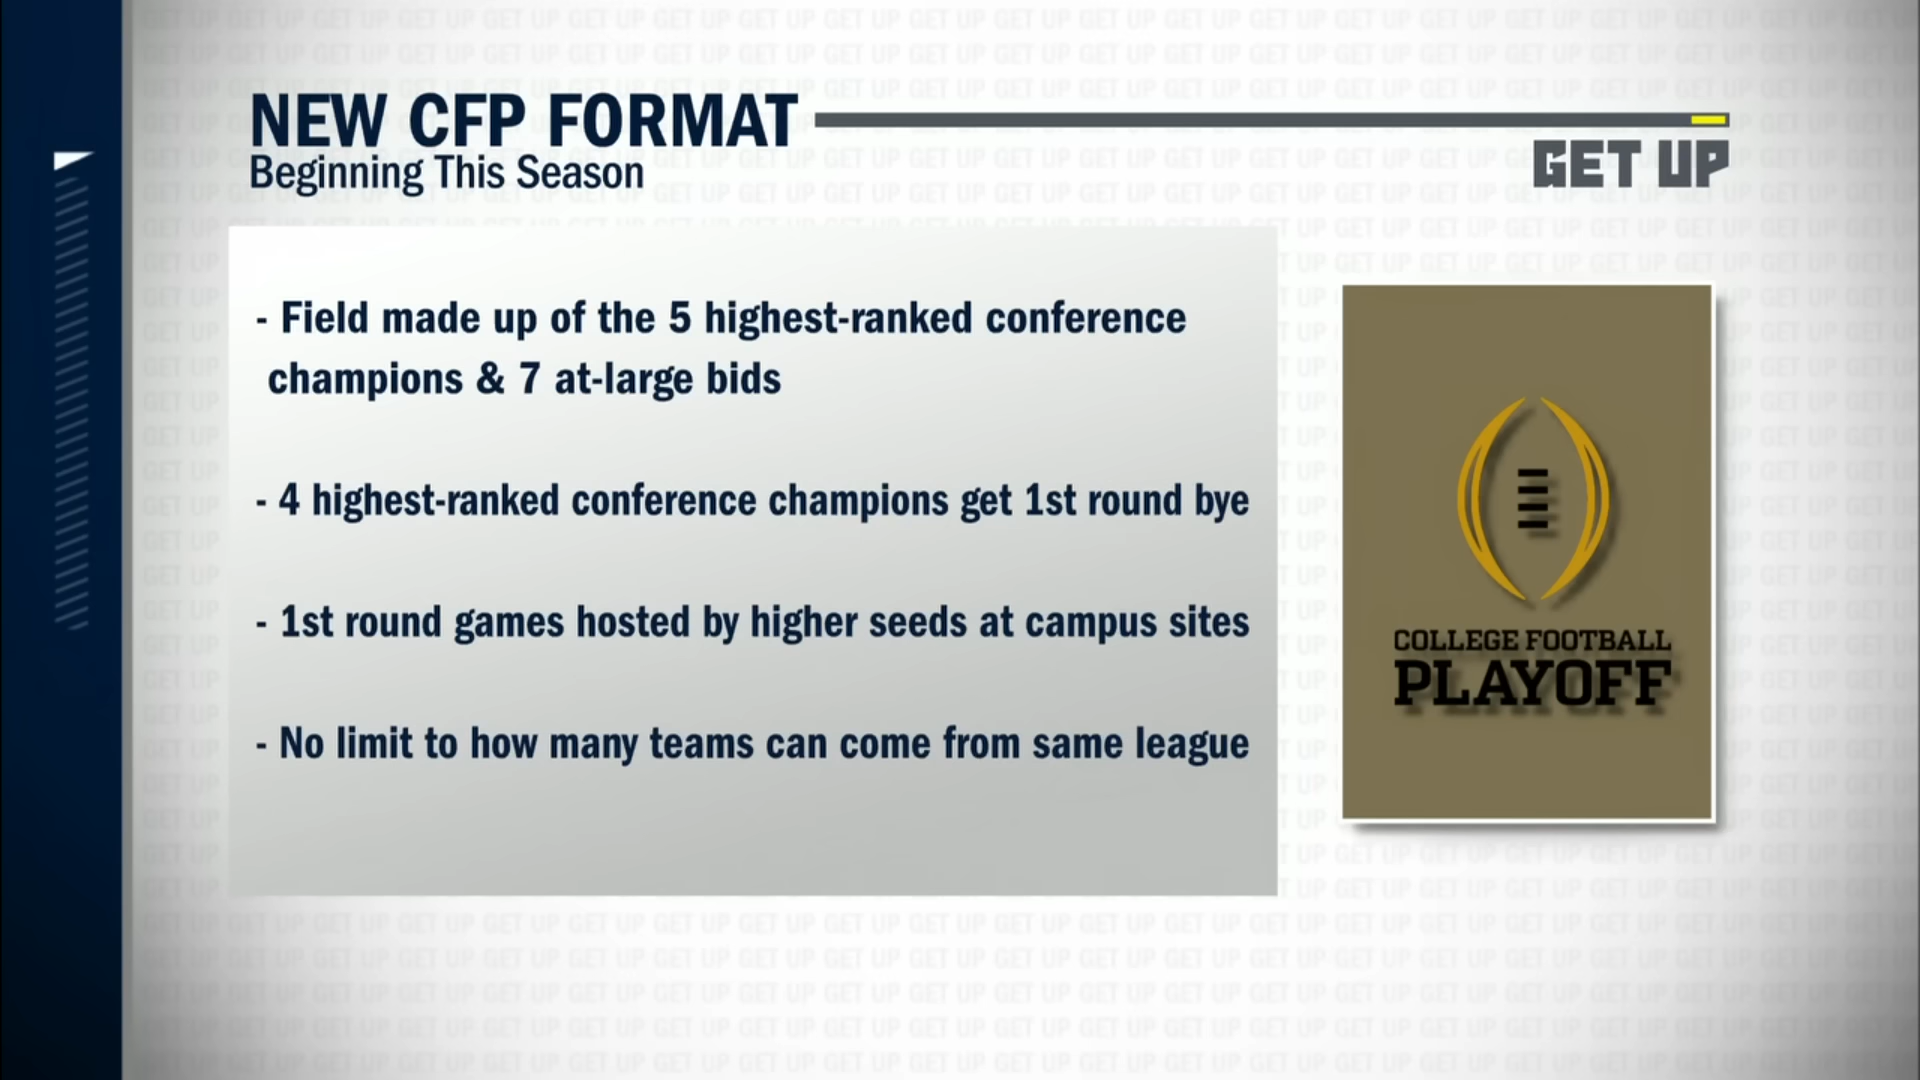 NEW CFP FORMAT
Beginning This Season
GET UP
- Field made up of the 5 highest-ranked conference
champions & 7 at-large bids
- 4 highest-ranked conference champions get 1st round bye
- 1st round games hosted by higher seeds at campus sites
- No limit to how many teams can come from same league
COLLEGE FOOTBALL
PLAYOFF